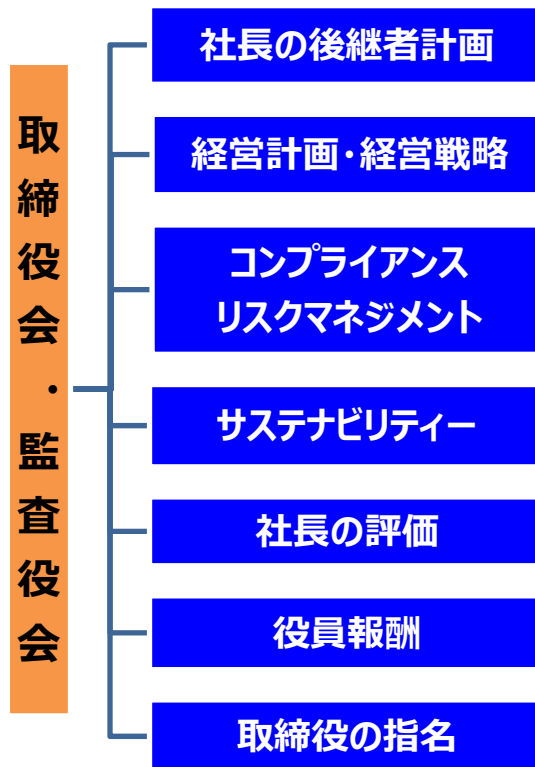 取締役会・監査役会
社長の後継者計画
経営計画・経営戦略
コンプライアンス
リスクマネジメント
サステナビリティー
社長の評価
役員報酬
取締役の指名